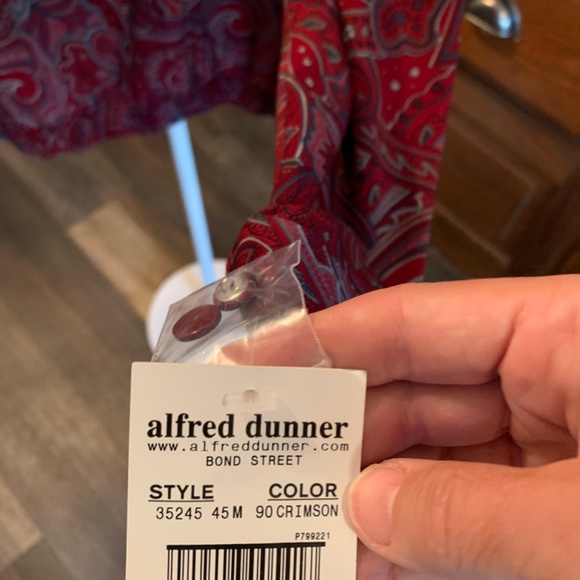 alfred dunner
www.alfreddunner.com
BOND STREET
STYLE COLOR
35245 45M 90 CRIMSON
P799221